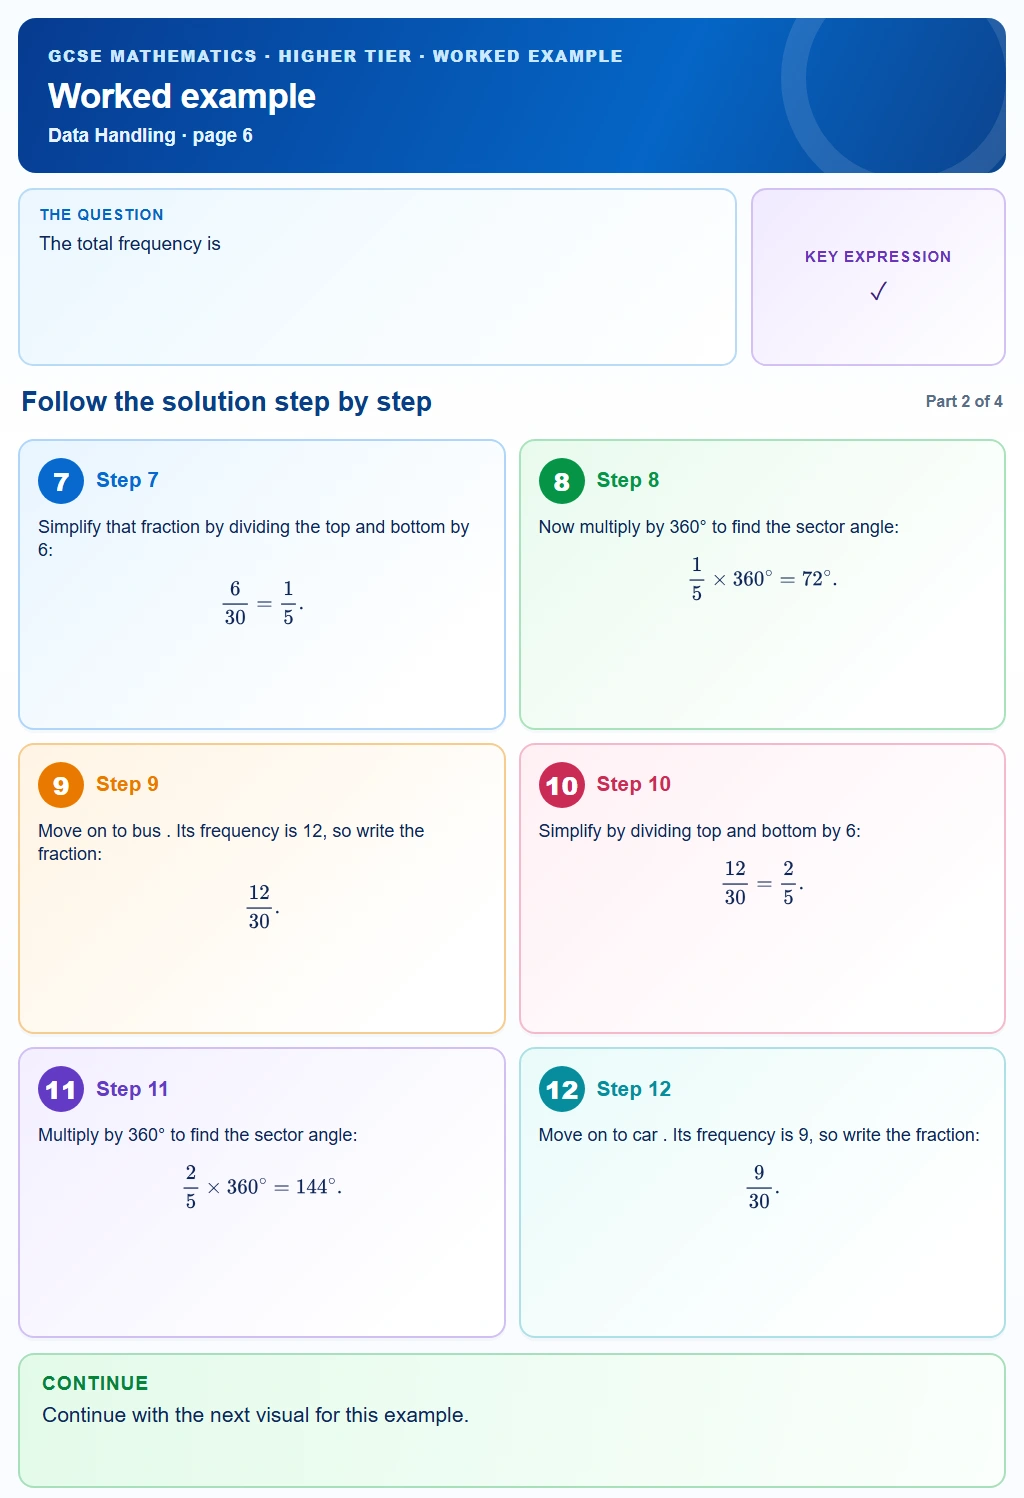 GCSE MATHEMATICS · HIGHER TIER · WORKED EXAMPLE
Worked example
Data Handling · page 6
THE QUESTION
The total frequency is
KEY EXPRESSION
✓
Follow the solution step by step
Part 2 of 4
7 Step 7
Simplify that fraction by dividing the top and bottom by
6:
6/30 = 1/5.
8 Step 8
Now multiply by 360° to find the sector angle:
1/5 × 360° = 72°.
9 Step 9
Move on to bus . Its frequency is 12, so write the
fraction:
12/30.
10 Step 10
Simplify by dividing top and bottom by 6:
12/30 = 2/5.
11 Step 11
Multiply by 360° to find the sector angle:
2/5 × 360° = 144°.
12 Step 12
Move on to car . Its frequency is 9, so write the fraction:
9/30.
CONTINUE
Continue with the next visual for this example.